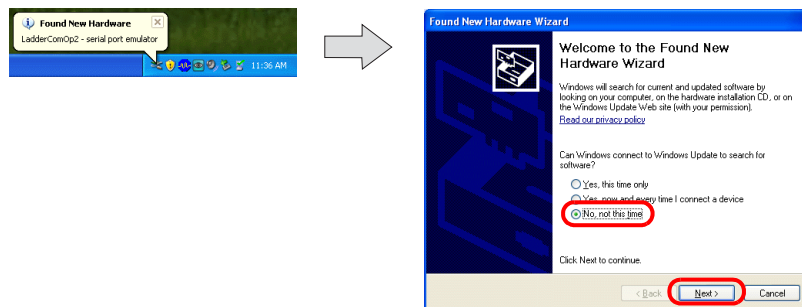 Found New Hardware
LadderComOp2 - serial port emulator
11:36 AM
Found New Hardware Wizard
Welcome to the Found New
Hardware Wizard
Windows will search for current and updated software by
looking on your computer, on the hardware installation CD, or on
the Windows Update Web site (with your permission).
Read our privacy policy
Can Windows connect to Windows Update to search for
software?
Yes, this time only
Yes, now and every time I connect a device
No, not this time
Click Next to continue.
< Back
Next >
Cancel